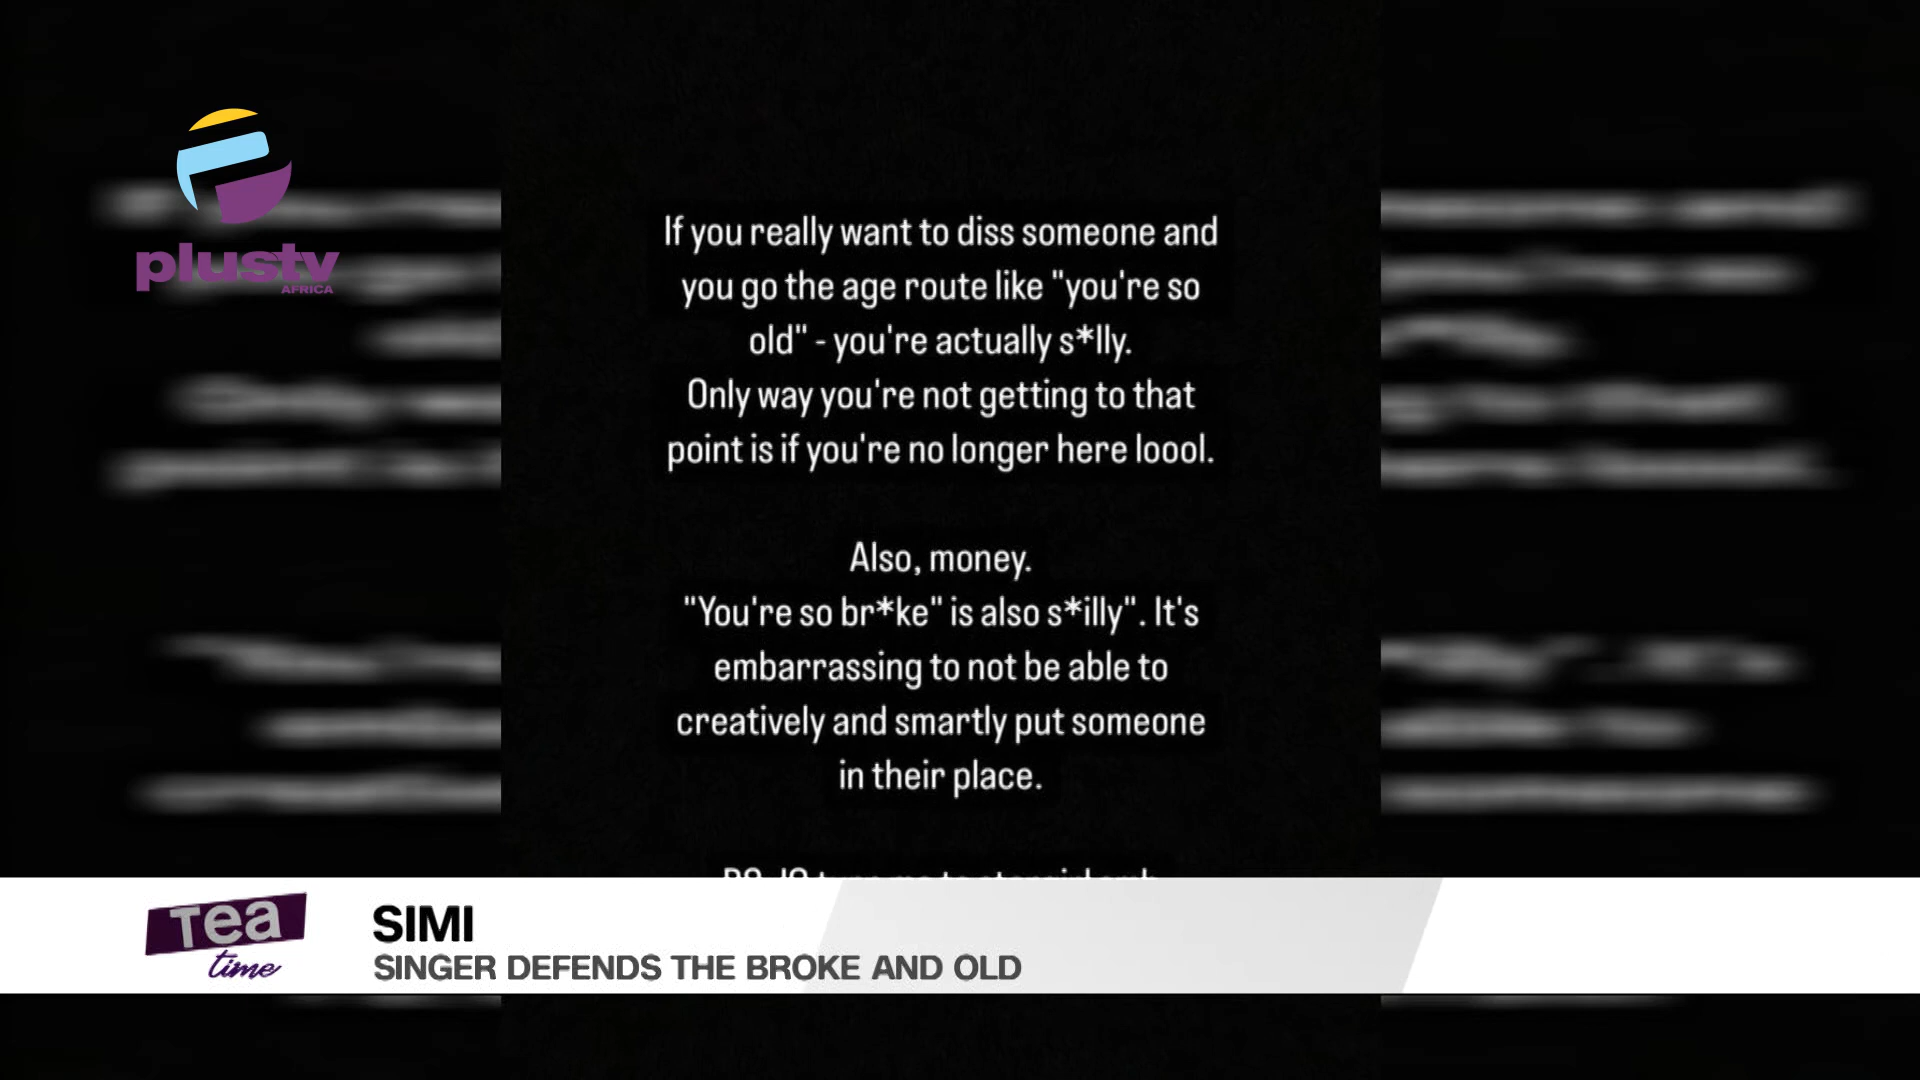 plustv
AFRICA
If you really want to diss someone and
you go the age route like "you're so
old" - you're actually s*lly.
Only way you're not getting to that
point is if you're no longer here loool.
Also, money.
"You're so br*ke" is also s*illy". It's
embarrassing to not be able to
creatively and smartly put someone
in their place.
Tea
time
SIMI
SINGER DEFENDS THE BROKE AND OLD